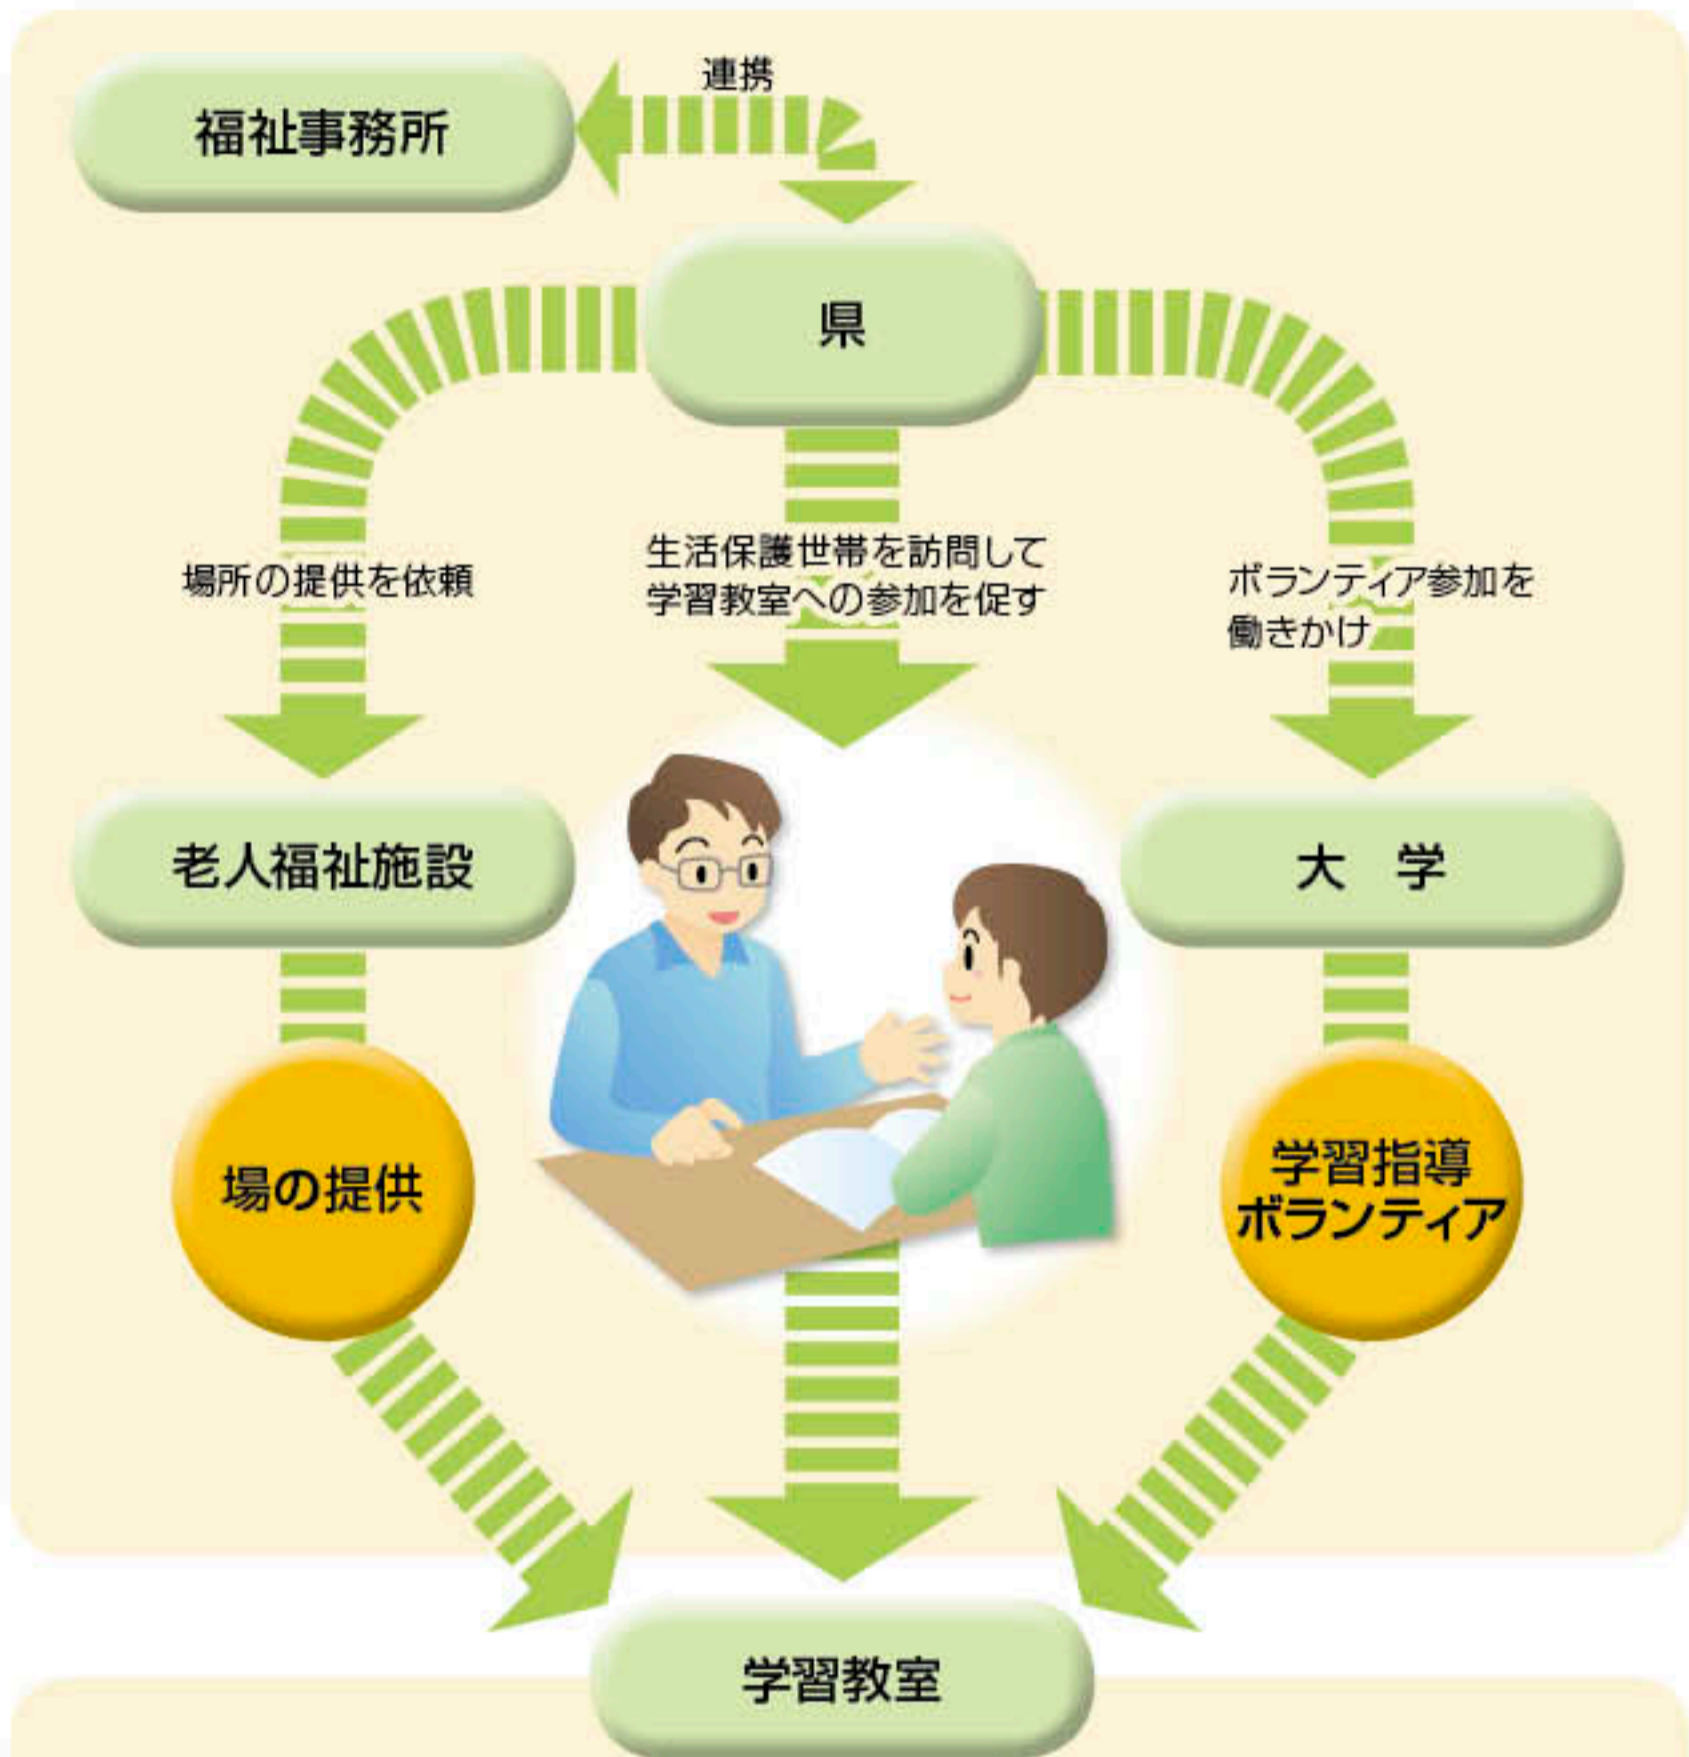 連携
福祉事務所
県
場所の提供を依頼
生活保護世帯を訪問して
学習教室への参加を促す
ボランティア参加を
働きかけ
老人福祉施設
大 学
場の提供
学習指導
ボランティア
学習教室